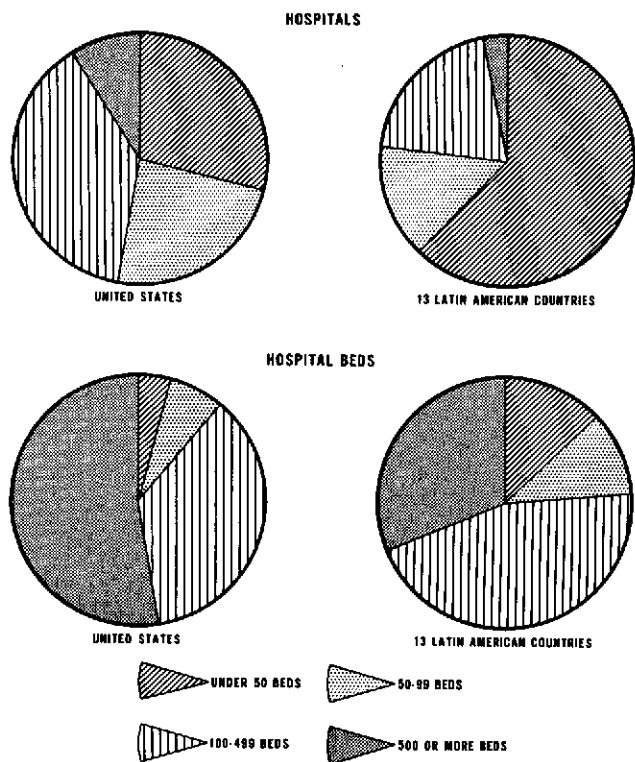 HOSPITALS
UNITED STATES
13 LATIN AMERICAN COUNTRIES
HOSPITAL BEDS
UNITED STATES
13 LATIN AMERICAN COUNTRIES
UNDER 50 BEDS
50-99 BEDS
100-499 BEDS
500 OR MORE BEDS